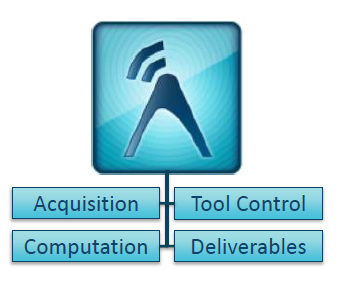 Acquisition
Tool Control
Computation
Deliverables